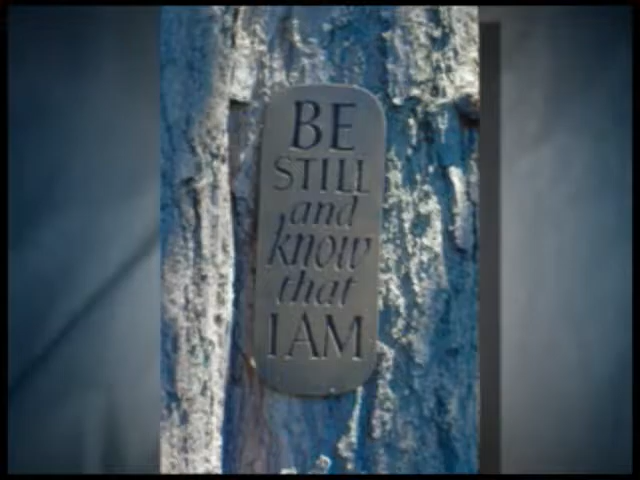 BE
STILL
and
know
that
I AM